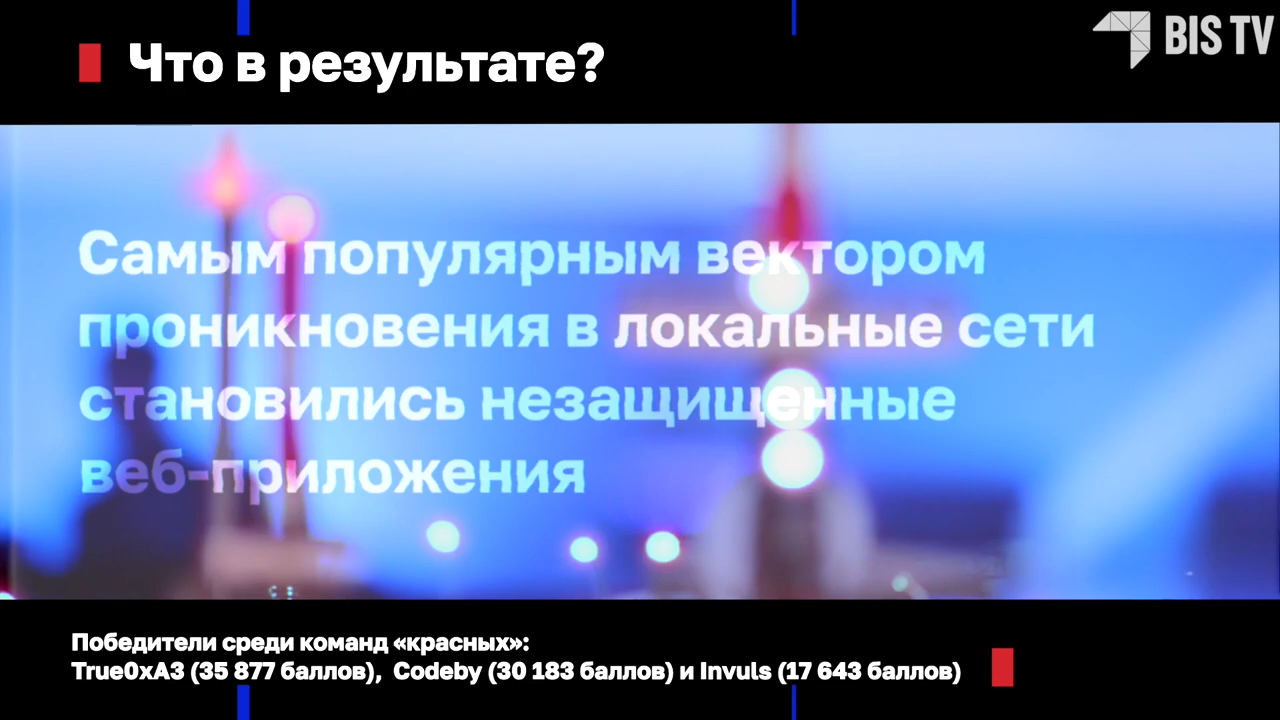 Что в результате?
BIS TV
Самым популярным вектором
проникновения в локальные сети
становились незащищенные
веб-приложения
Победители среди команд «красных»:
True0xA3 (35 877 баллов), Codeby (30 183 баллов) и Invuls (17 643 баллов)